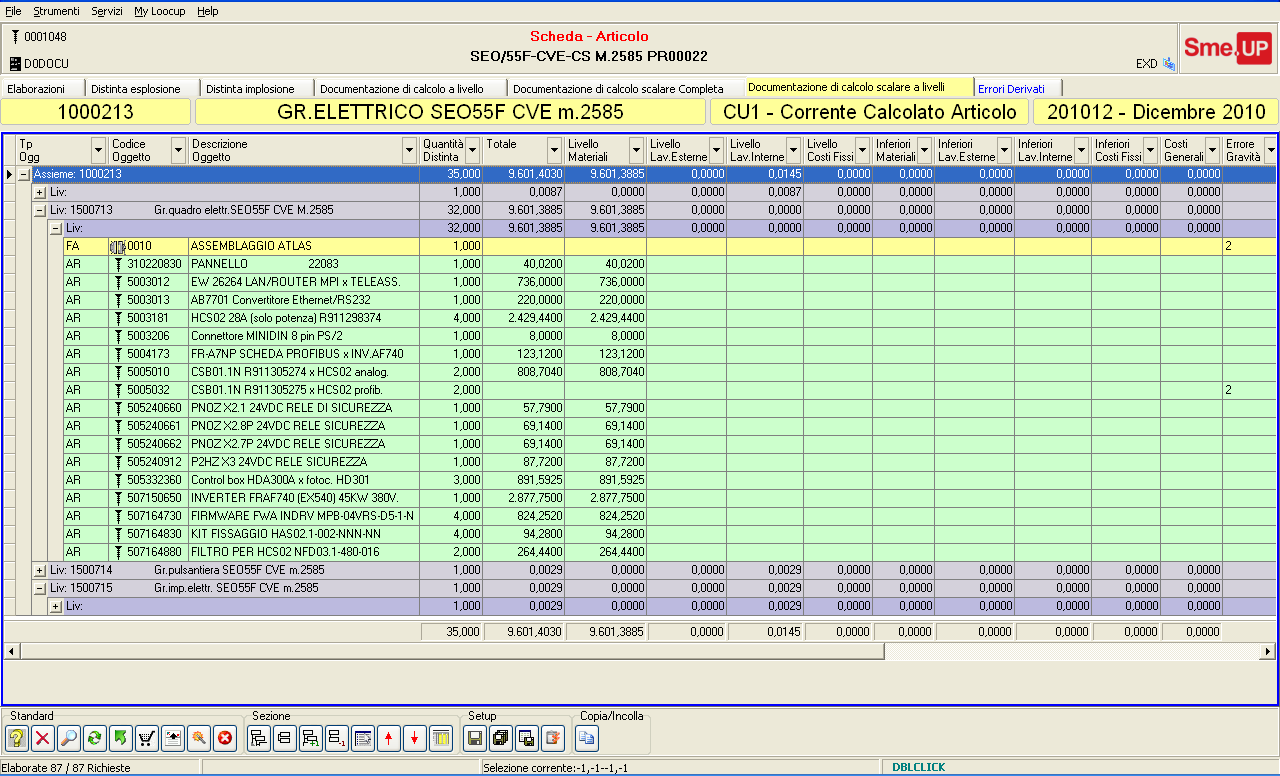 File Strumenti Servizi My Loocup Help
0001048
Scheda - Articolo
SEO/55F-CVE-CS M.2585 PR00022
Sme.UP
D0DOCU
EXD
Elaborazioni Distinta esplosione Distinta implosione Documentazione di calcolo a livello Documentazione di calcolo scalare Completa Documentazione di calcolo scalare a livelli Errori Derivati
1000213 GR.ELETTRICO SEO55F CVE m.2585 CU1 - Corrente Calcolato Articolo 201012 - Dicembre 2010
Tp Codice Descrizione Quantità Totale Livello Livello Livello Livello Inferiori Inferiori Inferiori Inferiori Costi Errore
Ogg Oggetto Oggetto Distinta Materiali Lav.Esterne Lav.Interne Costi Fissi Materiali Lav.Esterne Lav.Interne Costi Fissi Generali Gravità
Assieme: 1000213 35,000 9.601,4030 9.601,3885 0,0000 0,0145 0,0000 0,0000 0,0000 0,0000 0,0000 0,0000
Liv: 1,000 0,0087 0,0000 0,0000 0,0087 0,0000 0,0000 0,0000 0,0000 0,0000 0,0000
Liv: 1500713 Gr.quadro elettr.SEO55F CVE M.2585 32,000 9.601,3885 9.601,3885 0,0000 0,0000 0,0000 0,0000 0,0000 0,0000 0,0000 0,0000
Liv: 32,000 9.601,3885 9.601,3885 0,0000 0,0000 0,0000 0,0000 0,0000 0,0000 0,0000 0,0000
FA 0010 ASSEMBLAGGIO ATLAS 1,000 2
AR 310220830 PANNELLO 22083 1,000 40,0200 40,0200
AR 5003012 EW 26264 LAN/ROUTER MPI x TELEASS. 1,000 736,0000 736,0000
AR 5003013 AB7701 Convertitore Ethernet/RS232 1,000 220,0000 220,0000
AR 5003181 HCS02 28A (solo potenza) R911298374 4,000 2.429,4400 2.429,4400
AR 5003206 Connettore MINIDIN 8 pin PS/2 1,000 8,0000 8,0000
AR 5004173 FR-A7NP SCHEDA PROFIBUS x INV.AF740 1,000 123,1200 123,1200
AR 5005010 CSB01.1N R911305274 x HCS02 analog. 2,000 808,7040 808,7040
AR 5005032 CSB01.1N R911305275 x HCS02 profib. 2,000 2
AR 505240660 PNOZ X2.1 24VDC RELE DI SICUREZZA 1,000 57,7900 57,7900
AR 505240661 PNOZ X2.8P 24VDC RELE SICUREZZA 1,000 69,1400 69,1400
AR 505240662 PNOZ X2.7P 24VDC RELE SICUREZZA 1,000 69,1400 69,1400
AR 505240912 P2HZ X3 24VDC RELE SICUREZZA 1,000 87,7200 87,7200
AR 505332360 Control box HDA300A x fotoc. HD301 3,000 891,5925 891,5925
AR 507150650 INVERTER FRAF740 (EX540) 45KW 380V. 1,000 2.877,7500 2.877,7500
AR 507164730 FIRMWARE FWA INDRV MPB-04VRS-D5-1-N 4,000 824,2520 824,2520
AR 507164830 KIT FISSAGGIO HAS02.1-002-NNN-NN 4,000 94,2800 94,2800
AR 507164880 FILTRO PER HCS02 NFD03.1-480-016 2,000 264,4400 264,4400
Liv: 1500714 Gr.pulsantiera SEO55F CVE m.2585 1,000 0,0029 0,0000 0,0000 0,0029 0,0000 0,0000 0,0000 0,0000 0,0000 0,0000
Liv: 1500715 Gr.imp.elettr. SEO55F CVE m.2585 1,000 0,0029 0,0000 0,0000 0,0029 0,0000 0,0000 0,0000 0,0000 0,0000 0,0000
Liv: 1,000 0,0029 0,0000 0,0000 0,0029 0,0000 0,0000 0,0000 0,0000 0,0000 0,0000
35,000 9.601,4030 9.601,3885 0,0000 0,0145 0,0000 0,0000 0,0000 0,0000 0,0000 0,0000
Standard Sezione Setup Copia/Incolla
Elaborate 87 / 87 Richieste Selezione corrente:-1,-1--1,-1 DBLCLICK